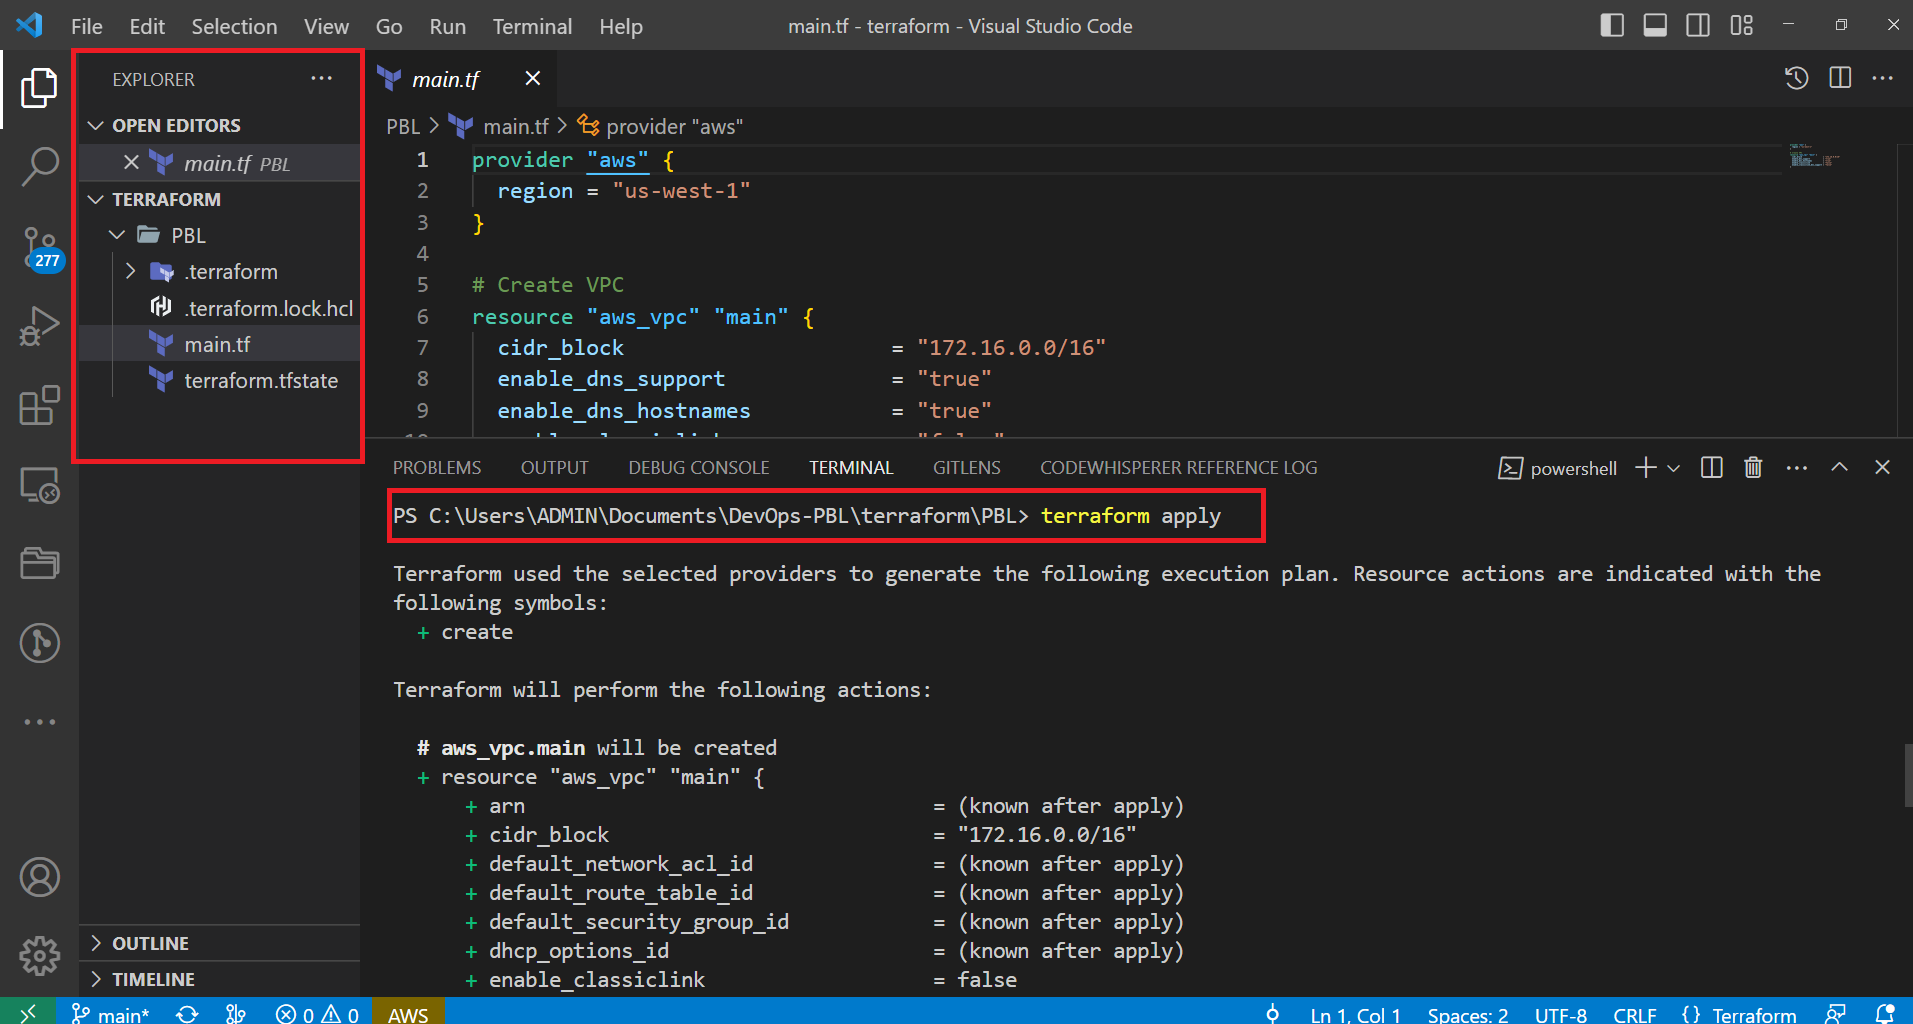 File Edit Selection View Go Run Terminal Help main.tf - terraform - Visual Studio Code
EXPLORER
OPEN EDITORS
main.tf PBL
TERRAFORM
PBL
.terraform
.terraform.lock.hcl
main.tf
terraform.tfstate
OUTLINE
TIMELINE
277
main.tf
PBL > main.tf > provider "aws"
1 provider "aws" {
2 region = "us-west-1"
3 }
4
5 # Create VPC
6 resource "aws_vpc" "main" {
7 cidr_block = "172.16.0.0/16"
8 enable_dns_support = "true"
9 enable_dns_hostnames = "true"
PROBLEMS OUTPUT DEBUG CONSOLE TERMINAL GITLENS CODEWHISPERER REFERENCE LOG powershell
PS C:\Users\ADMIN\Documents\DevOps-PBL\terraform\PBL> terraform apply
Terraform used the selected providers to generate the following execution plan. Resource actions are indicated with the
following symbols:
+ create
Terraform will perform the following actions:
# aws_vpc.main will be created
+ resource "aws_vpc" "main" {
+ arn = (known after apply)
+ cidr_block = "172.16.0.0/16"
+ default_network_acl_id = (known after apply)
+ default_route_table_id = (known after apply)
+ default_security_group_id = (known after apply)
+ dhcp_options_id = (known after apply)
+ enable_classiclink = false
main* 0 0 AWS Ln 1, Col 1 Spaces: 2 UTF-8 CRLF {} Terraform